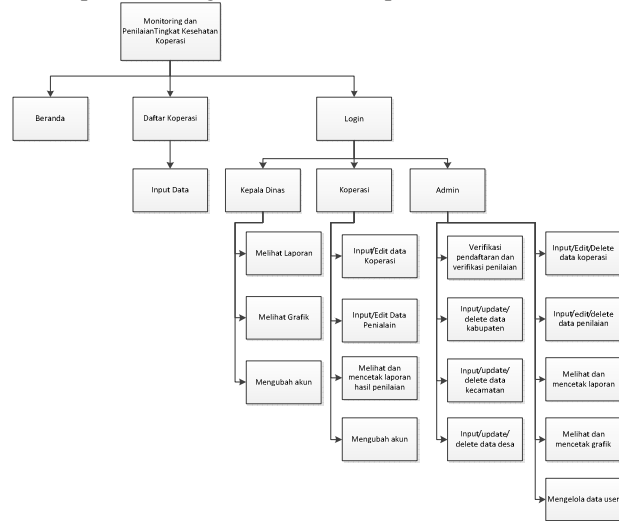 Monitoring dan
PenilaianTingkat Kesehatan
Koperasi
Beranda
Daftar Koperasi
Login
Input Data
Kepala Dinas
Koperasi
Admin
Melihat Laporan
Melihat Grafik
Mengubah akun
Input/Edit data
Koperasi
Input/Edit Data
Penialain
Melihat dan
mencetak laporan
hasil penilaian
Mengubah akun
Verifikasi
pendaftaran dan
verifikasi penilaian
Input/update/
delete data
kabupaten
Input/update/
delete data
kecamatan
Input/update/
delete data desa
Input/Edit/Delete
data koperasi
Input/edit/delete
data penilaian
Melihat dan
mencetak laporan
Melihat dan
mencetak grafik
Mengelola data user